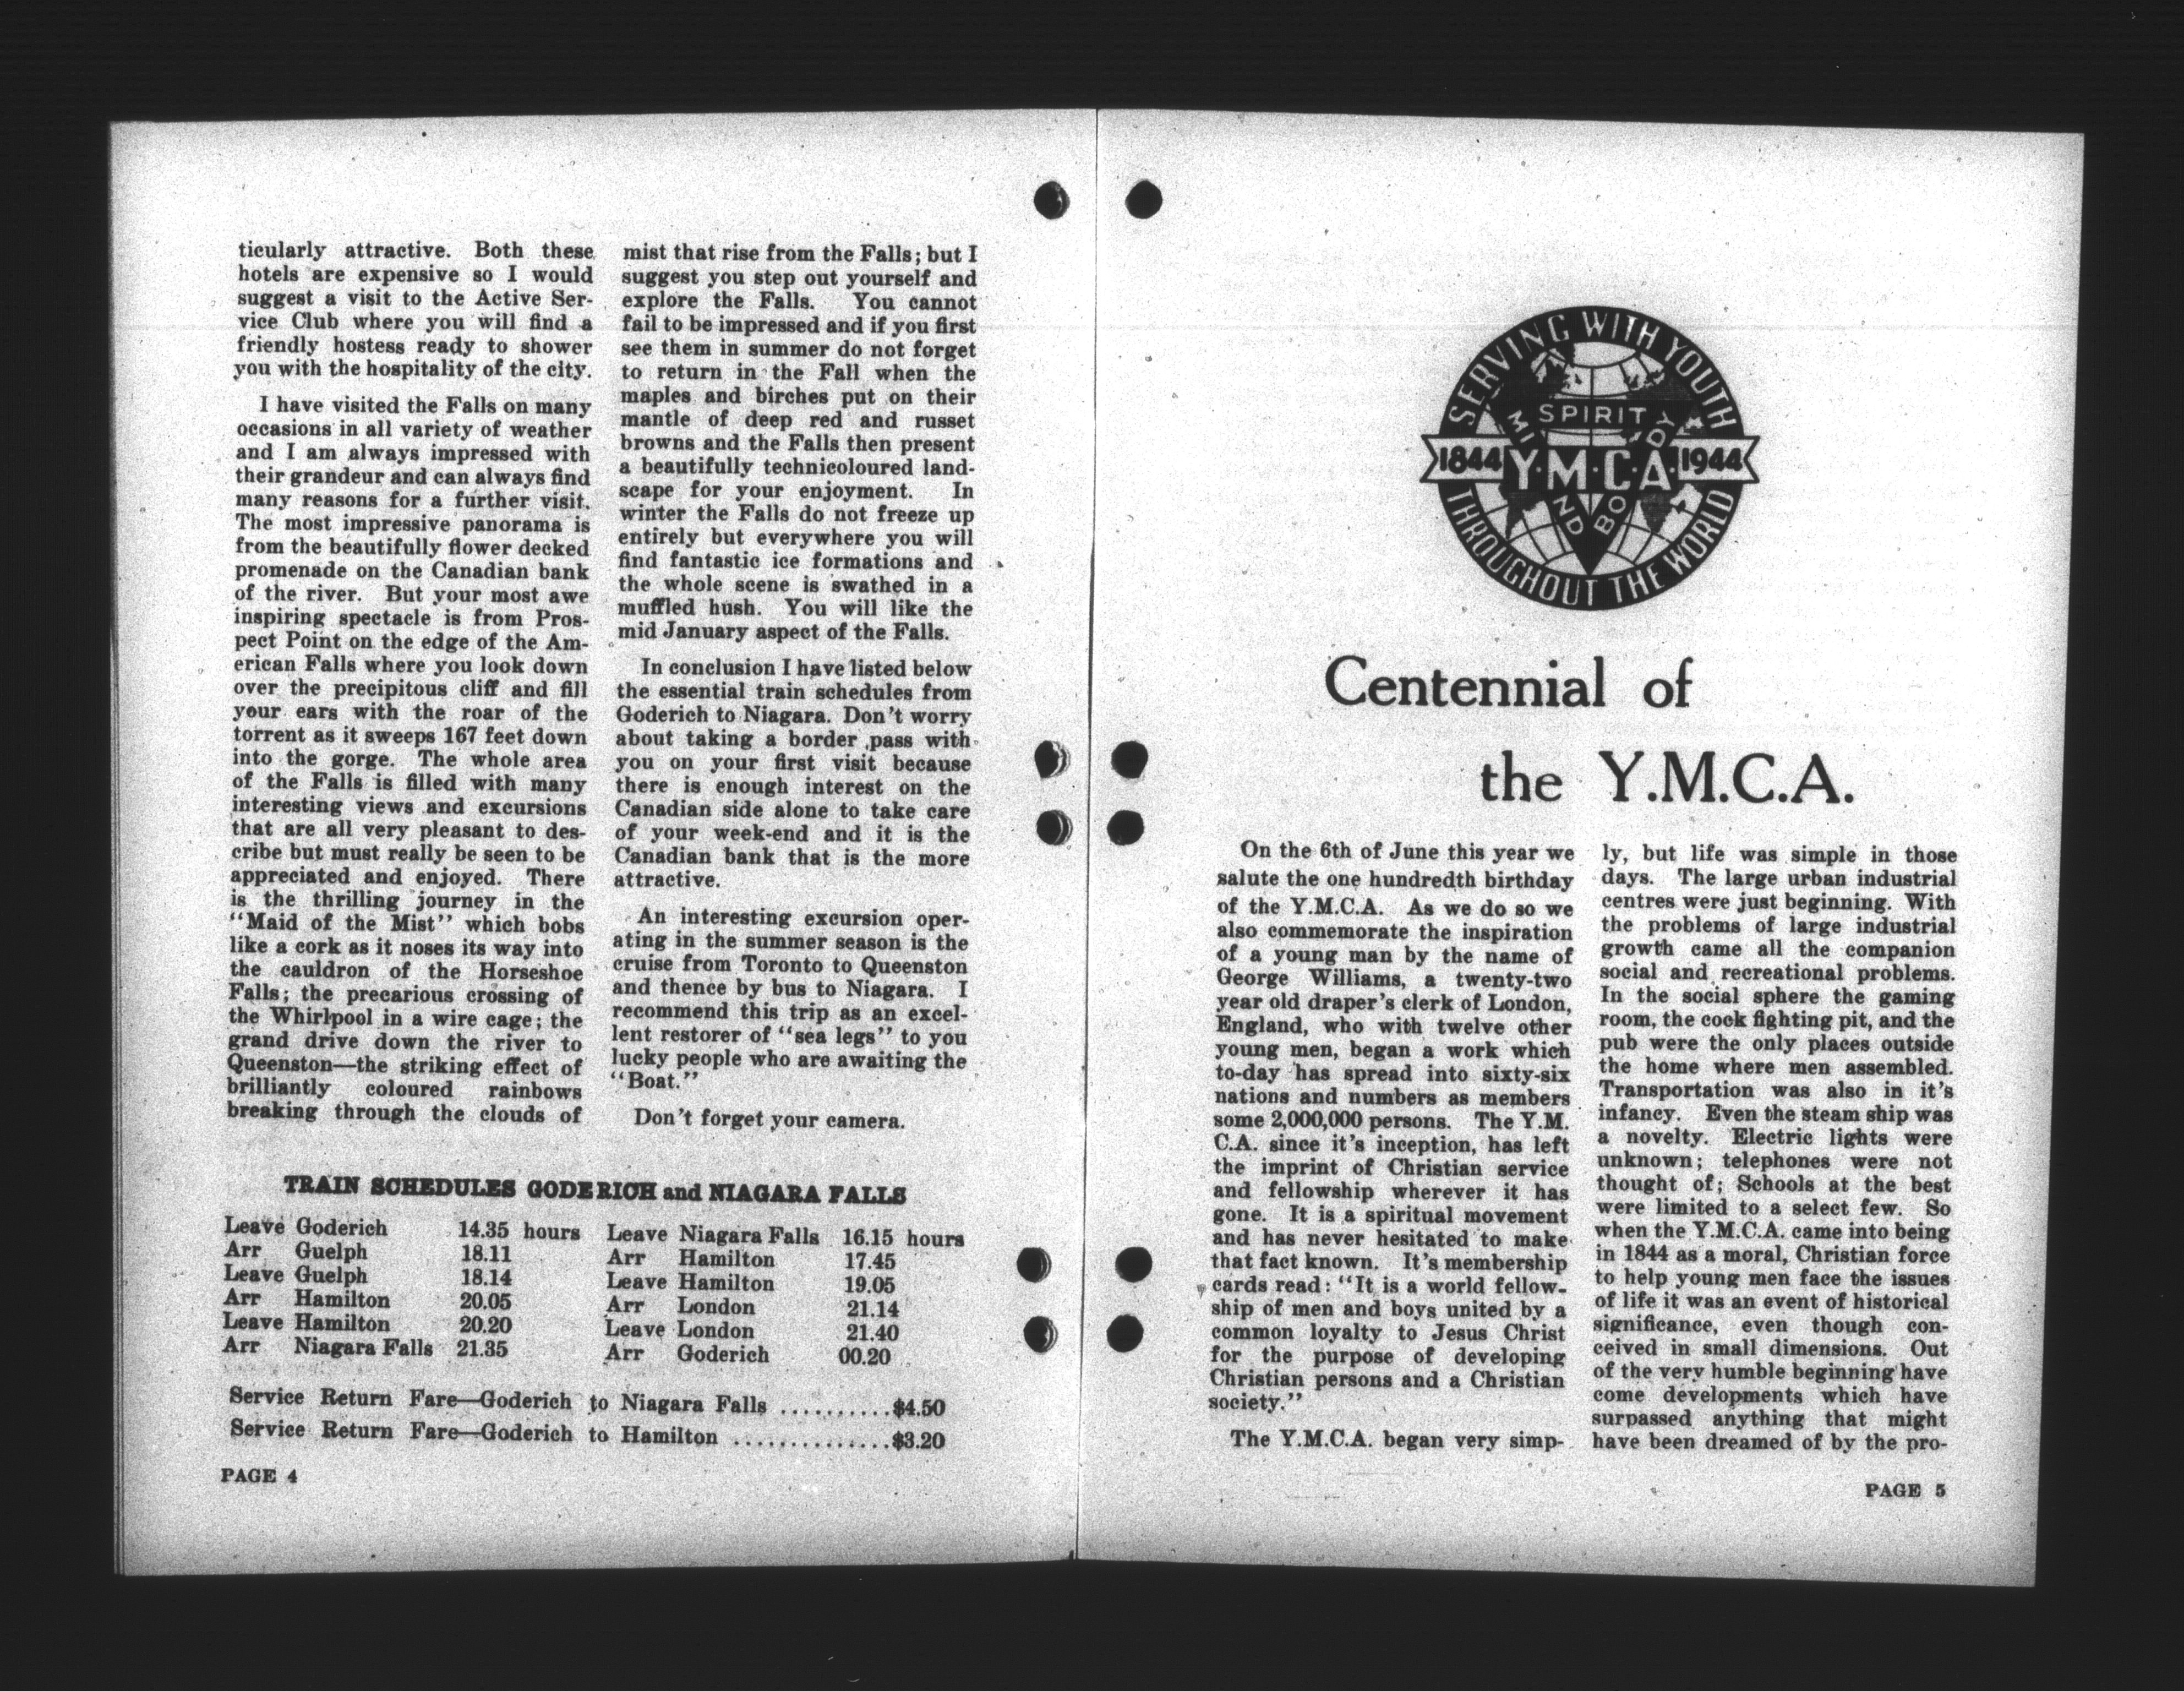 ticularly attractive. Both these
hotels are expensive so I would
suggest a visit to the Active Ser-
vice Club where you will find a
friendly hostess ready to shower
you with the hospitality of the city.
I have visited the Falls on many
occasions in all variety of weather
and I am always impressed with
their grandeur and can always find
many reasons for a further visit.
The most impressive panorama is
from the beautifully flower decked
promenade on the Canadian bank
of the river. But your most awe
inspiring spectacle is from Pros-
pect Point on the edge of the Am-
erican Falls where you look down
over the precipitous cliff and fill
your ears with the roar of the
torrent as it sweeps 167 feet down
into the gorge. The whole area
of the Falls is filled with many
interesting views and excursions
that are all very pleasant to des-
cribe but must really be seen to be
appreciated and enjoyed. There
is the thrilling journey in the
"Maid of the Mist" which bobs
like a cork as it noses its way into
the cauldron of the Horseshoe
Falls; the precarious crossing of
the Whirlpool in a wire cage; the
grand drive down the river to
Queenston—the striking effect of
brilliantly coloured rainbows
breaking through the clouds of
mist that rise from the Falls; but I
suggest you step out yourself and
explore the Falls. You cannot
fail to be impressed and if you first
see them in summer do not forget
to return in the Fall when the
maples and birches put on their
mantle of deep red and russet
browns and the Falls then present
a beautifully technicoloured land-
scape for your enjoyment. In
winter the Falls do not freeze up
entirely but everywhere you will
find fantastic ice formations and
the whole scene is swathed in a
muffled hush. You will like the
mid January aspect of the Falls.
In conclusion I have listed below
the essential train schedules from
Goderich to Niagara. Don't worry
about taking a border pass with
you on your first visit because
there is enough interest on the
Canadian side alone to take care
of your week-end and it is the
Canadian bank that is the more
attractive.
An interesting excursion oper-
ating in the summer season is the
cruise from Toronto to Queenston
and thence by bus to Niagara. I
recommend this trip as an excel-
lent restorer of "sea legs" to you
lucky people who are awaiting the
"Boat."
Don't forget your camera.
TRAIN SCHEDULES GODERICH and NIAGARA FALLS
Leave Goderich 14.35 hours
Arr Guelph 18.11
Leave Guelph 18.14
Arr Hamilton 20.05
Leave Hamilton 20.20
Arr Niagara Falls 21.35
Leave Niagara Falls 16.15 hours
Arr Hamilton 17.45
Leave Hamilton 19.05
Arr London 21.14
Leave London 21.40
Arr Goderich 00.20
Service Return Fare—Goderich to Niagara Falls ..........$4.50
Service Return Fare—Goderich to Hamilton ..............$3.20
PAGE 4
SERVING WITH YOUTH
SPIRIT
MIND
BODY
1844 Y·M·C·A· 1944
THROUGHOUT THE WORLD
Centennial of
the Y.M.C.A.
On the 6th of June this year we
salute the one hundredth birthday
of the Y.M.C.A. As we do so we
also commemorate the inspiration
of a young man by the name of
George Williams, a twenty-two
year old draper's clerk of London,
England, who with twelve other
young men, began a work which
to-day has spread into sixty-six
nations and numbers as members
some 2,000,000 persons. The Y.M.
C.A. since it's inception, has left
the imprint of Christian service
and fellowship wherever it has
gone. It is a spiritual movement
and has never hesitated to make
that fact known. It's membership
cards read: "It is a world fellow-
ship of men and boys united by a
common loyalty to Jesus Christ
for the purpose of developing
Christian persons and a Christian
society."
The Y.M.C.A. began very simp-
ly, but life was simple in those
days. The large urban industrial
centres were just beginning. With
the problems of large industrial
growth came all the companion
social and recreational problems.
In the social sphere the gaming
room, the cock fighting pit, and the
pub were the only places outside
the home where men assembled.
Transportation was also in it's
infancy. Even the steam ship was
a novelty. Electric lights were
unknown; telephones were not
thought of; Schools at the best
were limited to a select few. So
when the Y.M.C.A. came into being
in 1844 as a moral, Christian force
to help young men face the issues
of life it was an event of historical
significance, even though con-
ceived in small dimensions. Out
of the very humble beginning have
come developments which have
surpassed anything that might
have been dreamed of by the pro-
PAGE 5